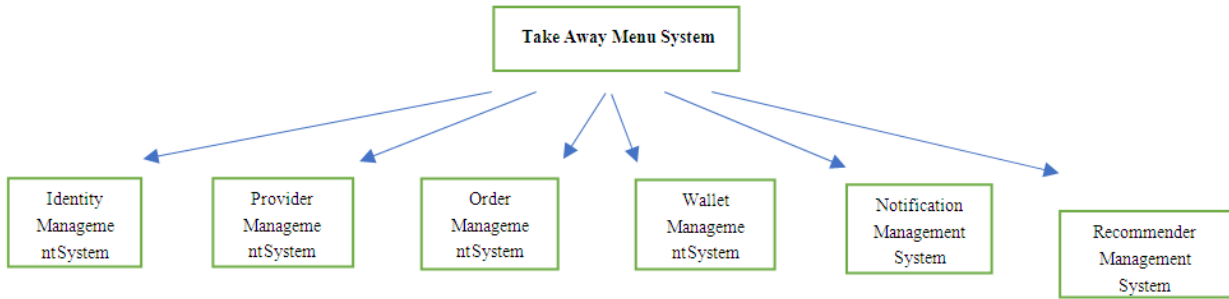 Take Away Menu System
Identity
Manageme
ntSystem
Provider
Manageme
ntSystem
Order
Manageme
ntSystem
Wallet
Manageme
ntSystem
Notification
Management
System
Recommender
Management
System